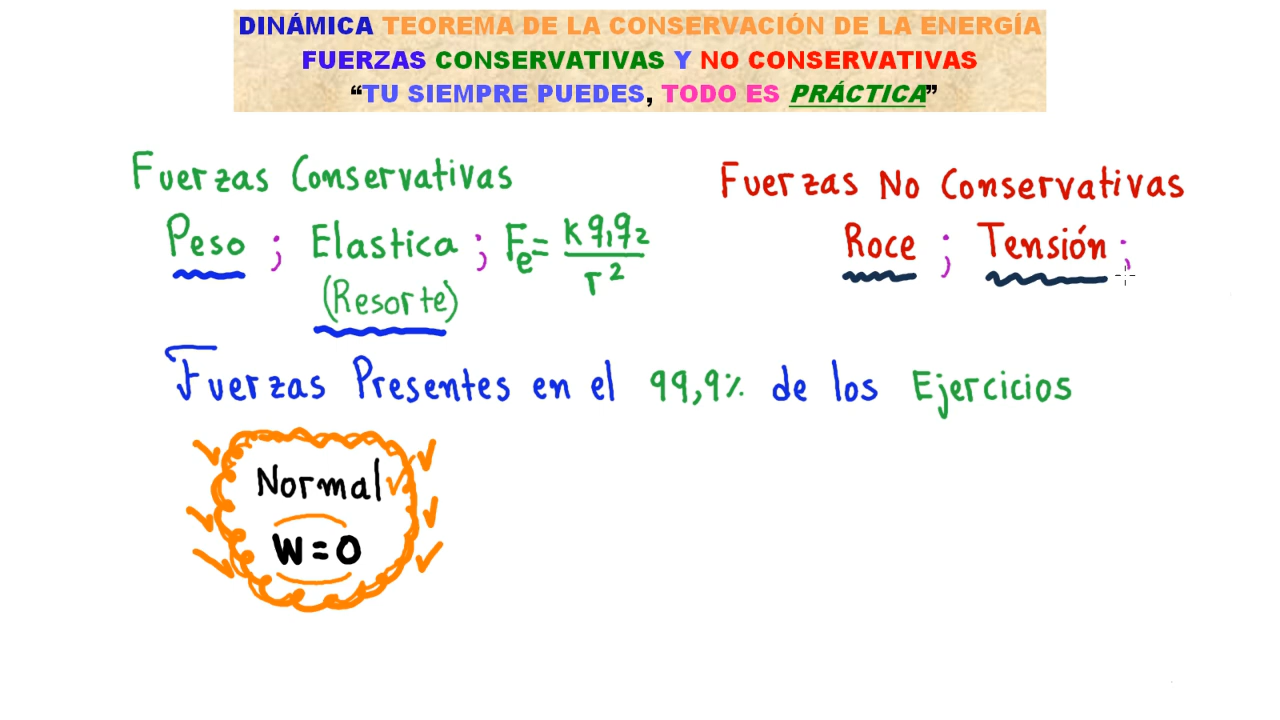 DINÁMICA TEOREMA DE LA CONSERVACIÓN DE LA ENERGÍA
FUERZAS CONSERVATIVAS Y NO CONSERVATIVAS
“TU SIEMPRE PUEDES, TODO ES PRÁCTICA”
Fuerzas Conservativas
Peso ; Elastica ; Fe = k q1 q2 / r²
(Resorte)
Fuerzas No Conservativas
Roce ; Tensión ;
Fuerzas Presentes en el 99,9% de los Ejercicios
Normal
W = 0